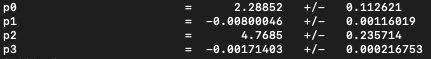 p0 = 2.28852 +/- 0.112621
p1 = -0.00800046 +/- 0.00116019
p2 = 4.7685 +/- 0.235714
p3 = -0.00171403 +/- 0.000216753